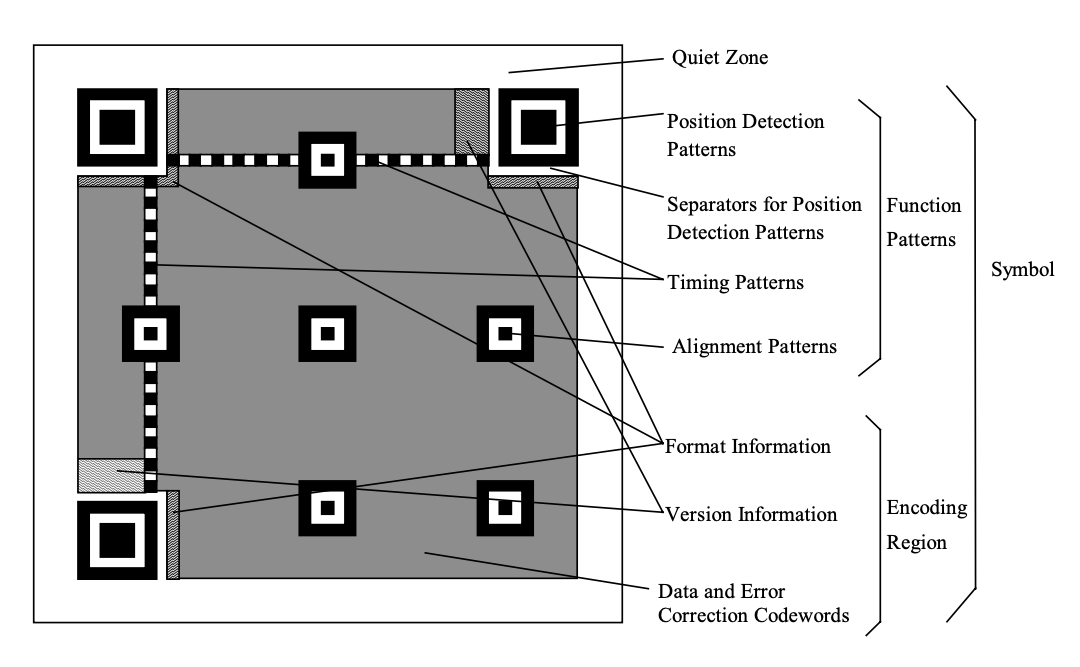 Quiet Zone
Position Detection
Patterns
Separators for Position
Detection Patterns
Timing Patterns
Alignment Patterns
Function
Patterns
Symbol
Format Information
Version Information
Encoding
Region
Data and Error
Correction Codewords